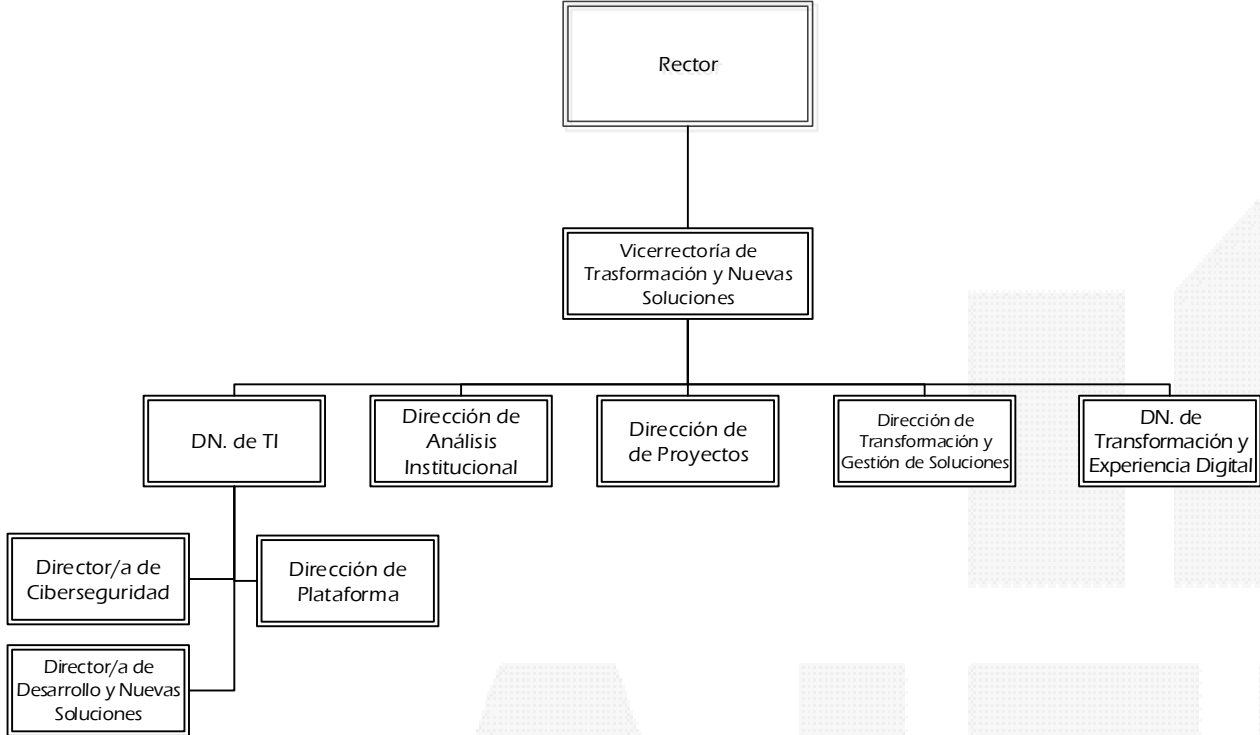 Rector
Vicerrectoría de
Trasformación y Nuevas
Soluciones
DN. de TI
Dirección de
Análisis
Institucional
Dirección de
de Proyectos
Dirección de
Transformación y
Gestión de Soluciones
DN. de
Transformación y
Experiencia Digital
Director/a de
Ciberseguridad
Dirección de
Plataforma
Director/a de
Desarrollo y Nuevas
Soluciones